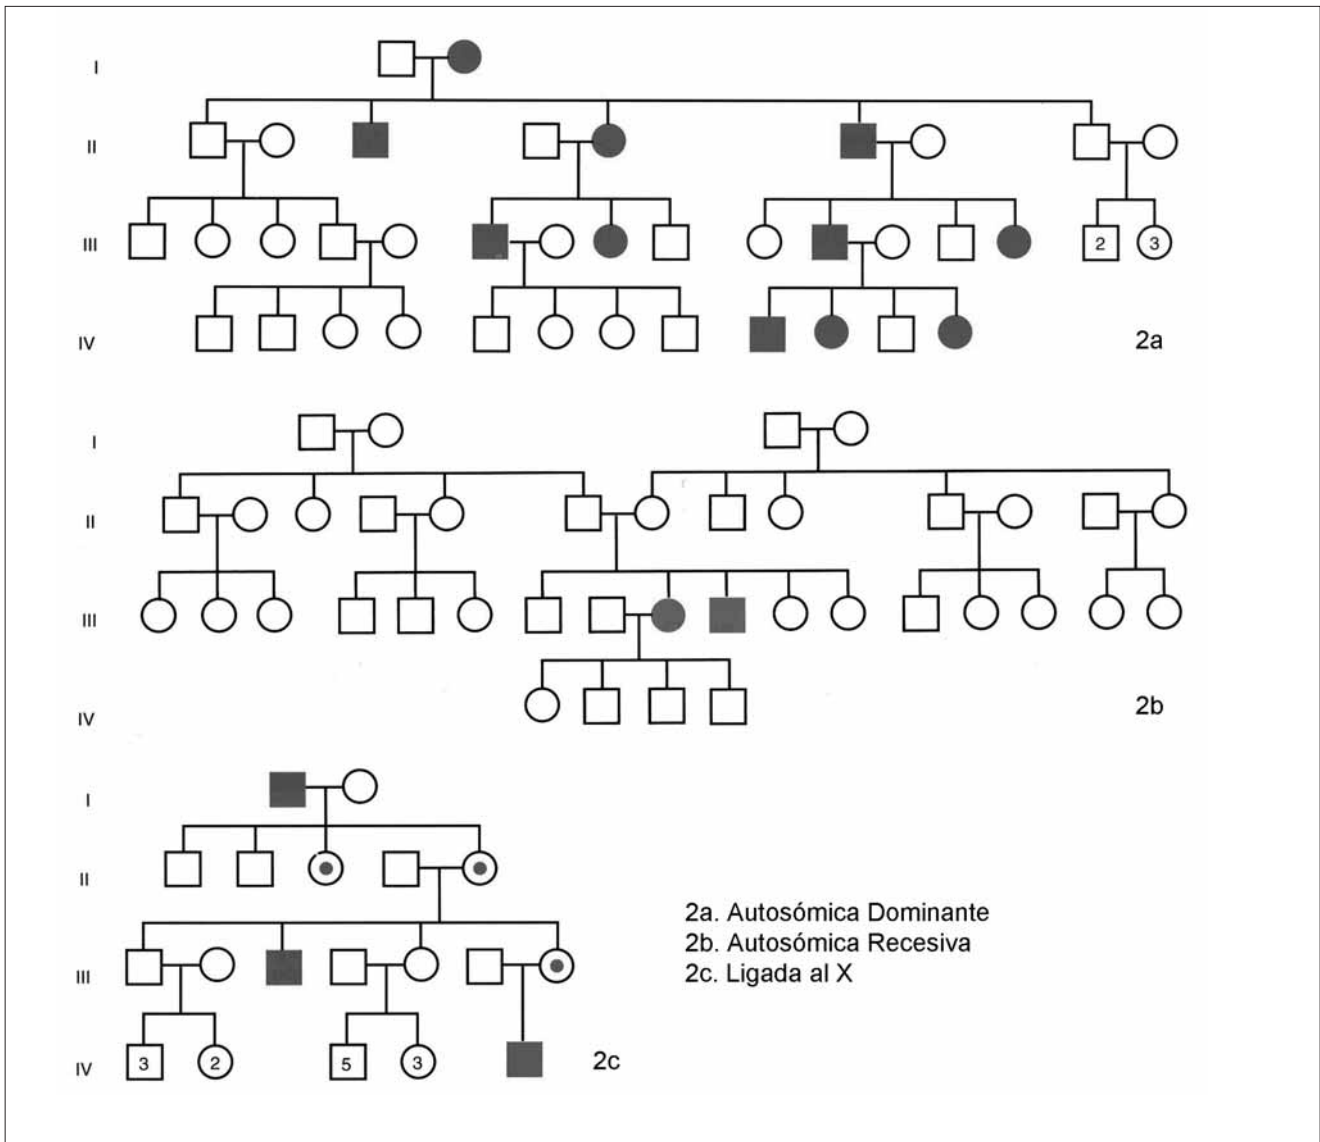 I
II
III
2 3
IV
2a
I
II
III
IV
2b
I
II
2a. Autosómica Dominante
2b. Autosómica Recesiva
2c. Ligada al X
III
IV
3 2 5 3
2c